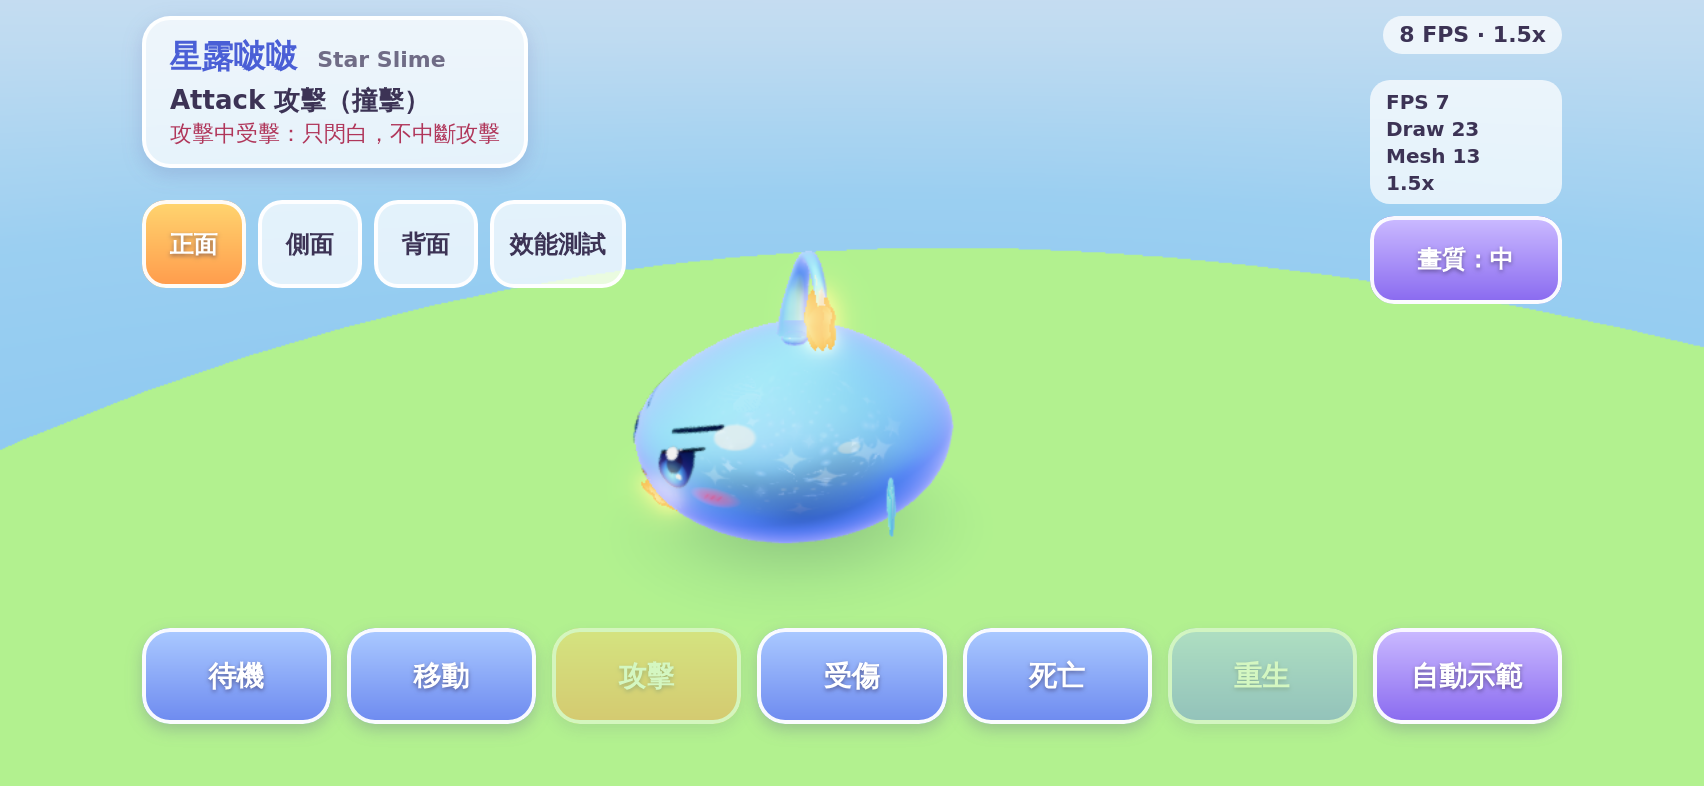 星露啵啵 Star Slime
Attack 攻擊（撞擊）
攻擊中受擊：只閃白，不中斷攻擊
8 FPS · 1.5x
FPS 7
Draw 23
Mesh 13
1.5x
正面
側面
背面
效能測試
畫質：中
待機
移動
攻擊
受傷
死亡
重生
自動示範